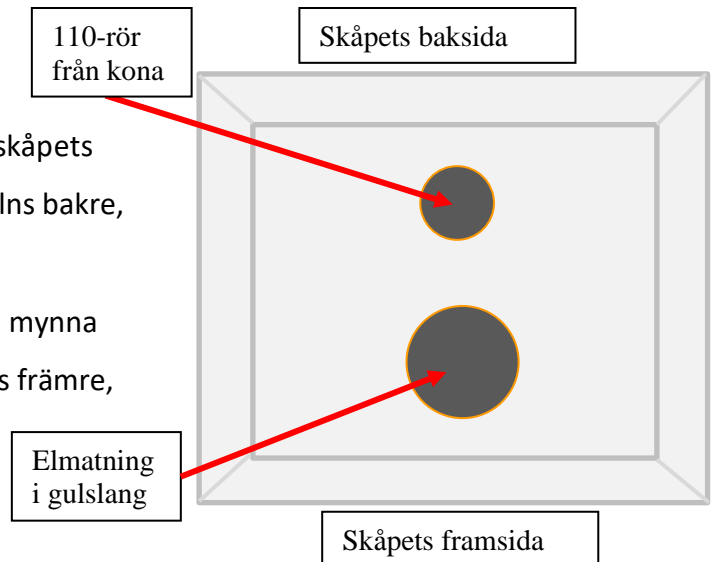 110-rör
från kona
Skåpets baksida
skåpets
lns bakre,
mynna
s främre,
Elmatning
i gulslang
Skåpets framsida